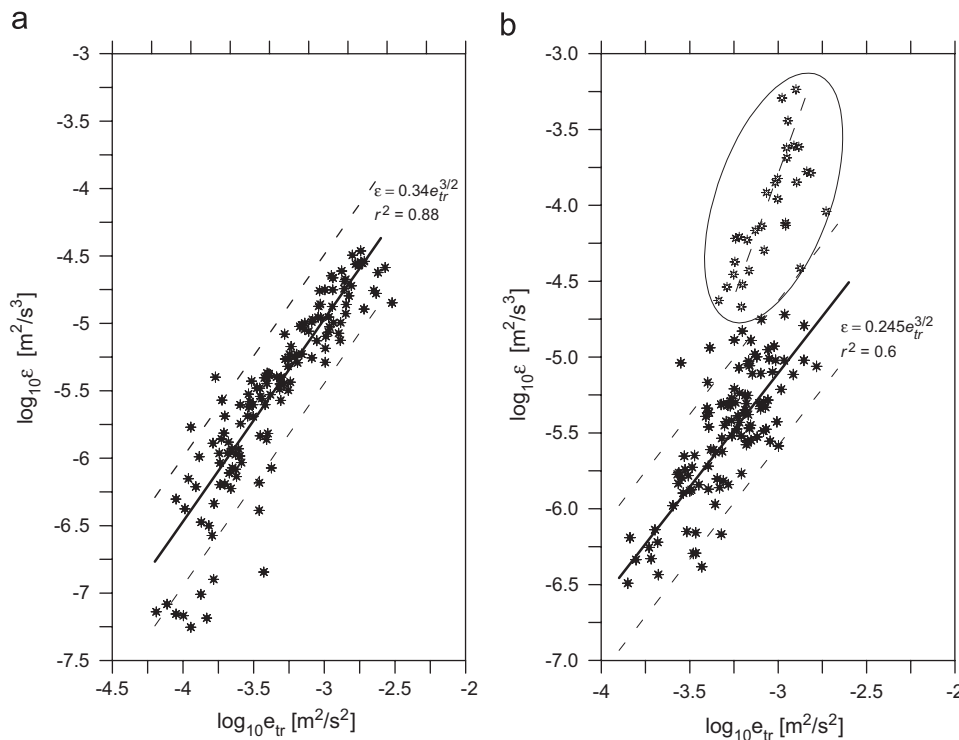 a
-3
-3.5
-4
-4.5
-5
-5.5
-6
-6.5
-7
-7.5
log₁₀ε [m²/s³]
ε = 0.34e_tr^3/2
r² = 0.88
-4.5 -4 -3.5 -3 -2.5 -2
log₁₀e_tr [m²/s²]
b
-3.0
-3.5
-4.0
-4.5
-5.0
-5.5
-6.0
-6.5
-7.0
log₁₀ε [m²/s³]
ε = 0.245e_tr^3/2
r² = 0.6
-4 -3.5 -3 -2.5 -2
log₁₀e_tr [m²/s²]